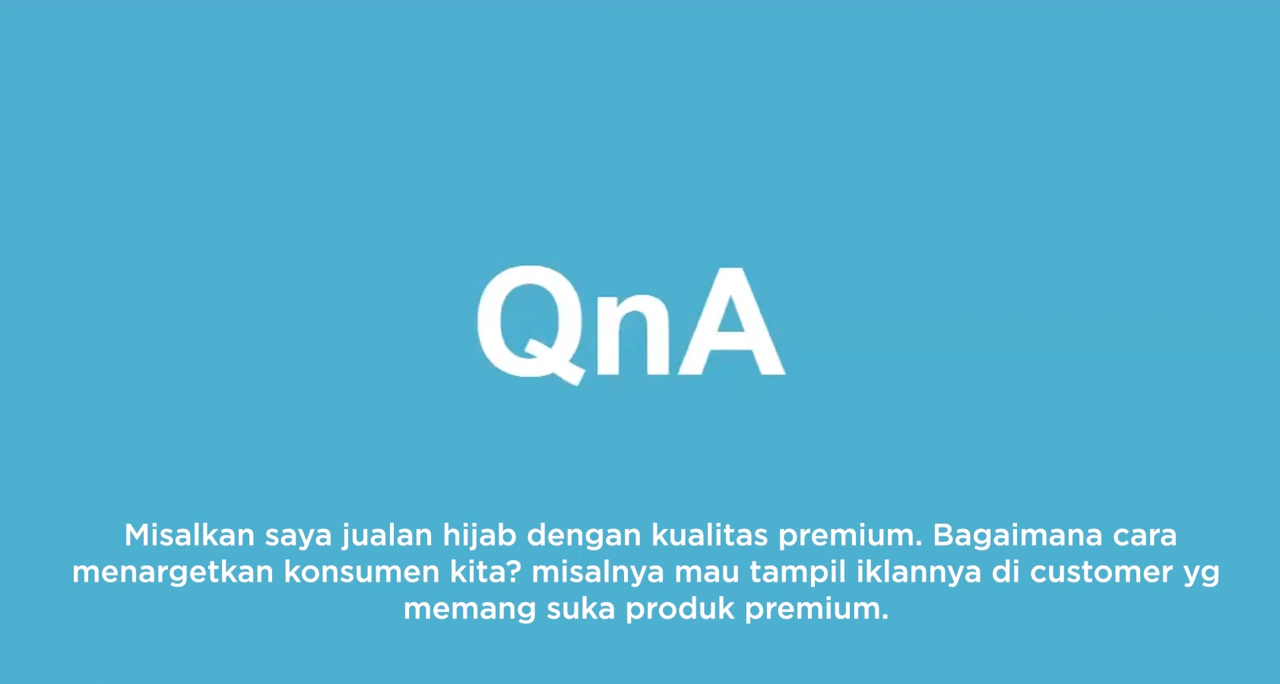 QnA
Misalkan saya jualan hijab dengan kualitas premium. Bagaimana cara
menargetkan konsumen kita? misalnya mau tampil iklannya di customer yg
memang suka produk premium.